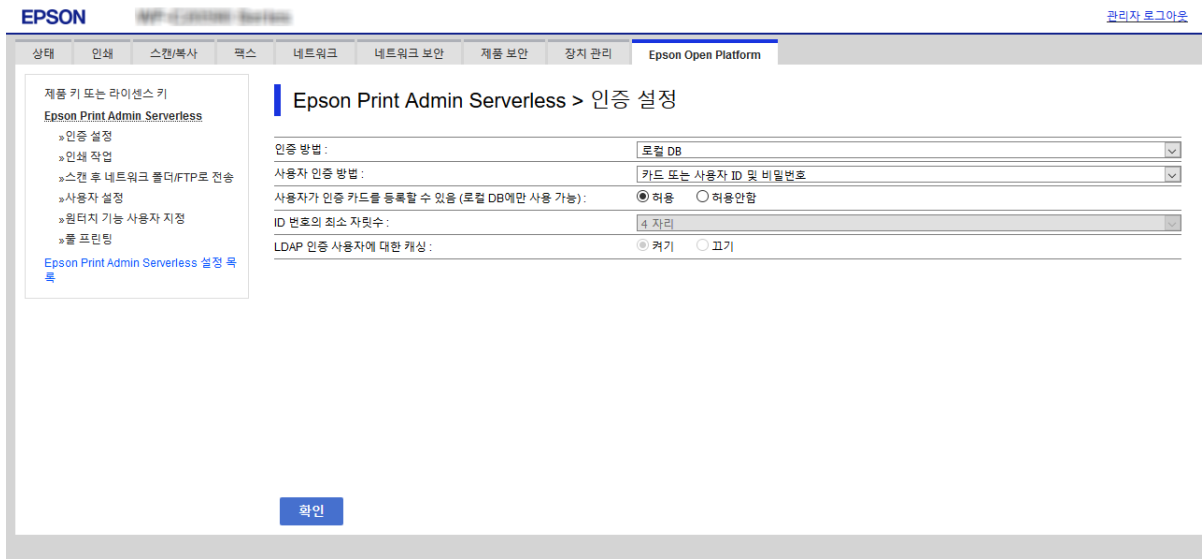 EPSON
관리자 로그아웃
상태 인쇄 스캔/복사 팩스 네트워크 네트워크 보안 제품 보안 장치 관리 Epson Open Platform
제품 키 또는 라이센스 키
Epson Print Admin Serverless
»인증 설정
»인쇄 작업
»스캔 후 네트워크 폴더/FTP로 전송
»사용자 설정
»원터치 기능 사용자 지정
»풀 프린팅
Epson Print Admin Serverless 설정 목
록
Epson Print Admin Serverless > 인증 설정
인증 방법 : 로컬 DB
사용자 인증 방법 : 카드 또는 사용자 ID 및 비밀번호
사용자가 인증 카드를 등록할 수 있음 (로컬 DB에만 사용 가능) : 허용 허용안함
ID 번호의 최소 자릿수 : 4 자리
LDAP 인증 사용자에 대한 캐싱 : 켜기 끄기
확인